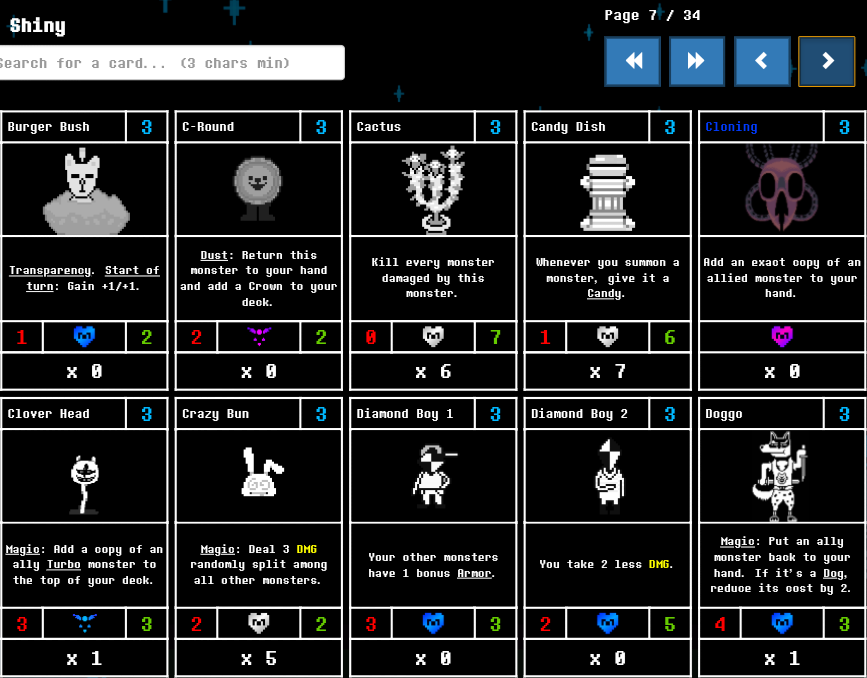 Shiny
Page 7 / 34
Search for a card... (3 chars min)
Burger Bush 3
Transparency. Start of
turn: Gain +1/+1.
1 2
x 0
C-Round 3
Dust: Return this
monster to your hand
and add a Crown to your
deck.
2 2
x 0
Cactus 3
Kill every monster
damaged by this
monster.
0 7
x 6
Candy Dish 3
Whenever you summon a
monster, give it a
Candy.
1 6
x 7
Cloning 3
Add an exact copy of an
allied monster to your
hand.
x 0
Clover Head 3
Magic: Add a copy of an
ally Turbo monster to
the top of your deck.
3 3
x 1
Crazy Bun 3
Magic: Deal 3 DMG
randomly split among
all other monsters.
2 2
x 5
Diamond Boy 1 3
Your other monsters
have 1 bonus Armor.
3 3
x 0
Diamond Boy 2 3
You take 2 less DMG.
2 5
x 0
Doggo 3
Magic: Put an ally
monster back to your
hand. If it's a Dog,
reduce its cost by 2.
4 3
x 1